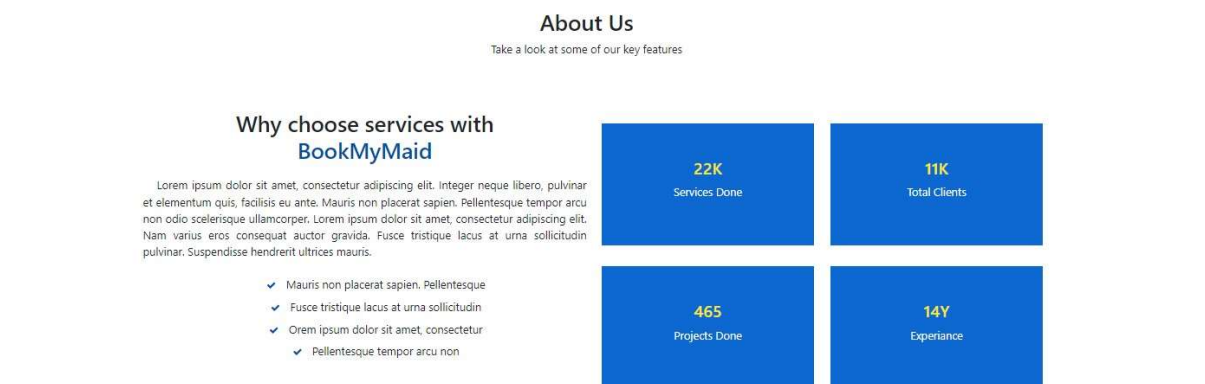 About Us
Take a look at some of our key features
Why choose services with
BookMyMaid
Lorem ipsum dolor sit amet, consectetur adipiscing elit. Integer neque libero, pulvinar
et elementum quis, facilisis eu ante. Mauris non placerat sapien. Pellentesque tempor arcu
non odio scelerisque ullamcorper. Lorem ipsum dolor sit amet, consectetur adipiscing elit.
Nam varius eros consequat auctor gravida. Fusce tristique lacus at urna sollicitudin
pulvinar. Suspendisse hendrerit ultrices mauris.
Mauris non placerat sapien. Pellentesque
Fusce tristique lacus at urna sollicitudin
Orem ipsum dolor sit amet, consectetur
Pellentesque tempor arcu non
22K
Services Done
11K
Total Clients
465
Projects Done
14Y
Experiance